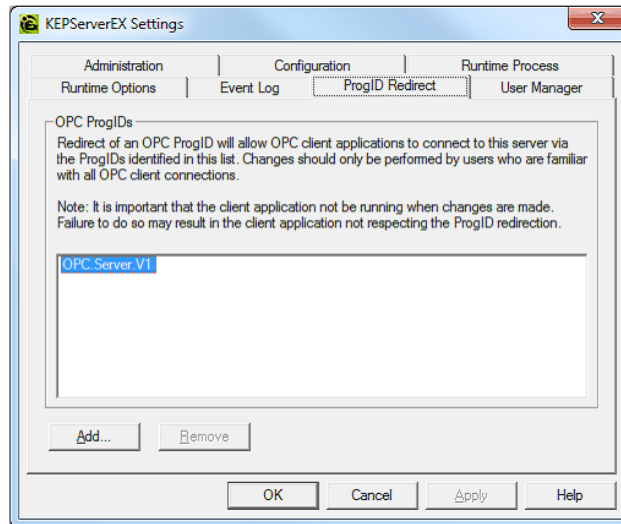 KEPServerEX Settings
Administration
Configuration
Runtime Process
Runtime Options
Event Log
ProgID Redirect
User Manager
OPC ProgIDs
Redirect of an OPC ProgID will allow OPC client applications to connect to this server via
the ProgIDs identified in this list. Changes should only be performed by users who are familiar
with all OPC client connections.
Note: It is important that the client application not be running when changes are made.
Failure to do so may result in the client application not respecting the ProgID redirection.
OPC.Server.V1
Add...
Remove
OK
Cancel
Apply
Help